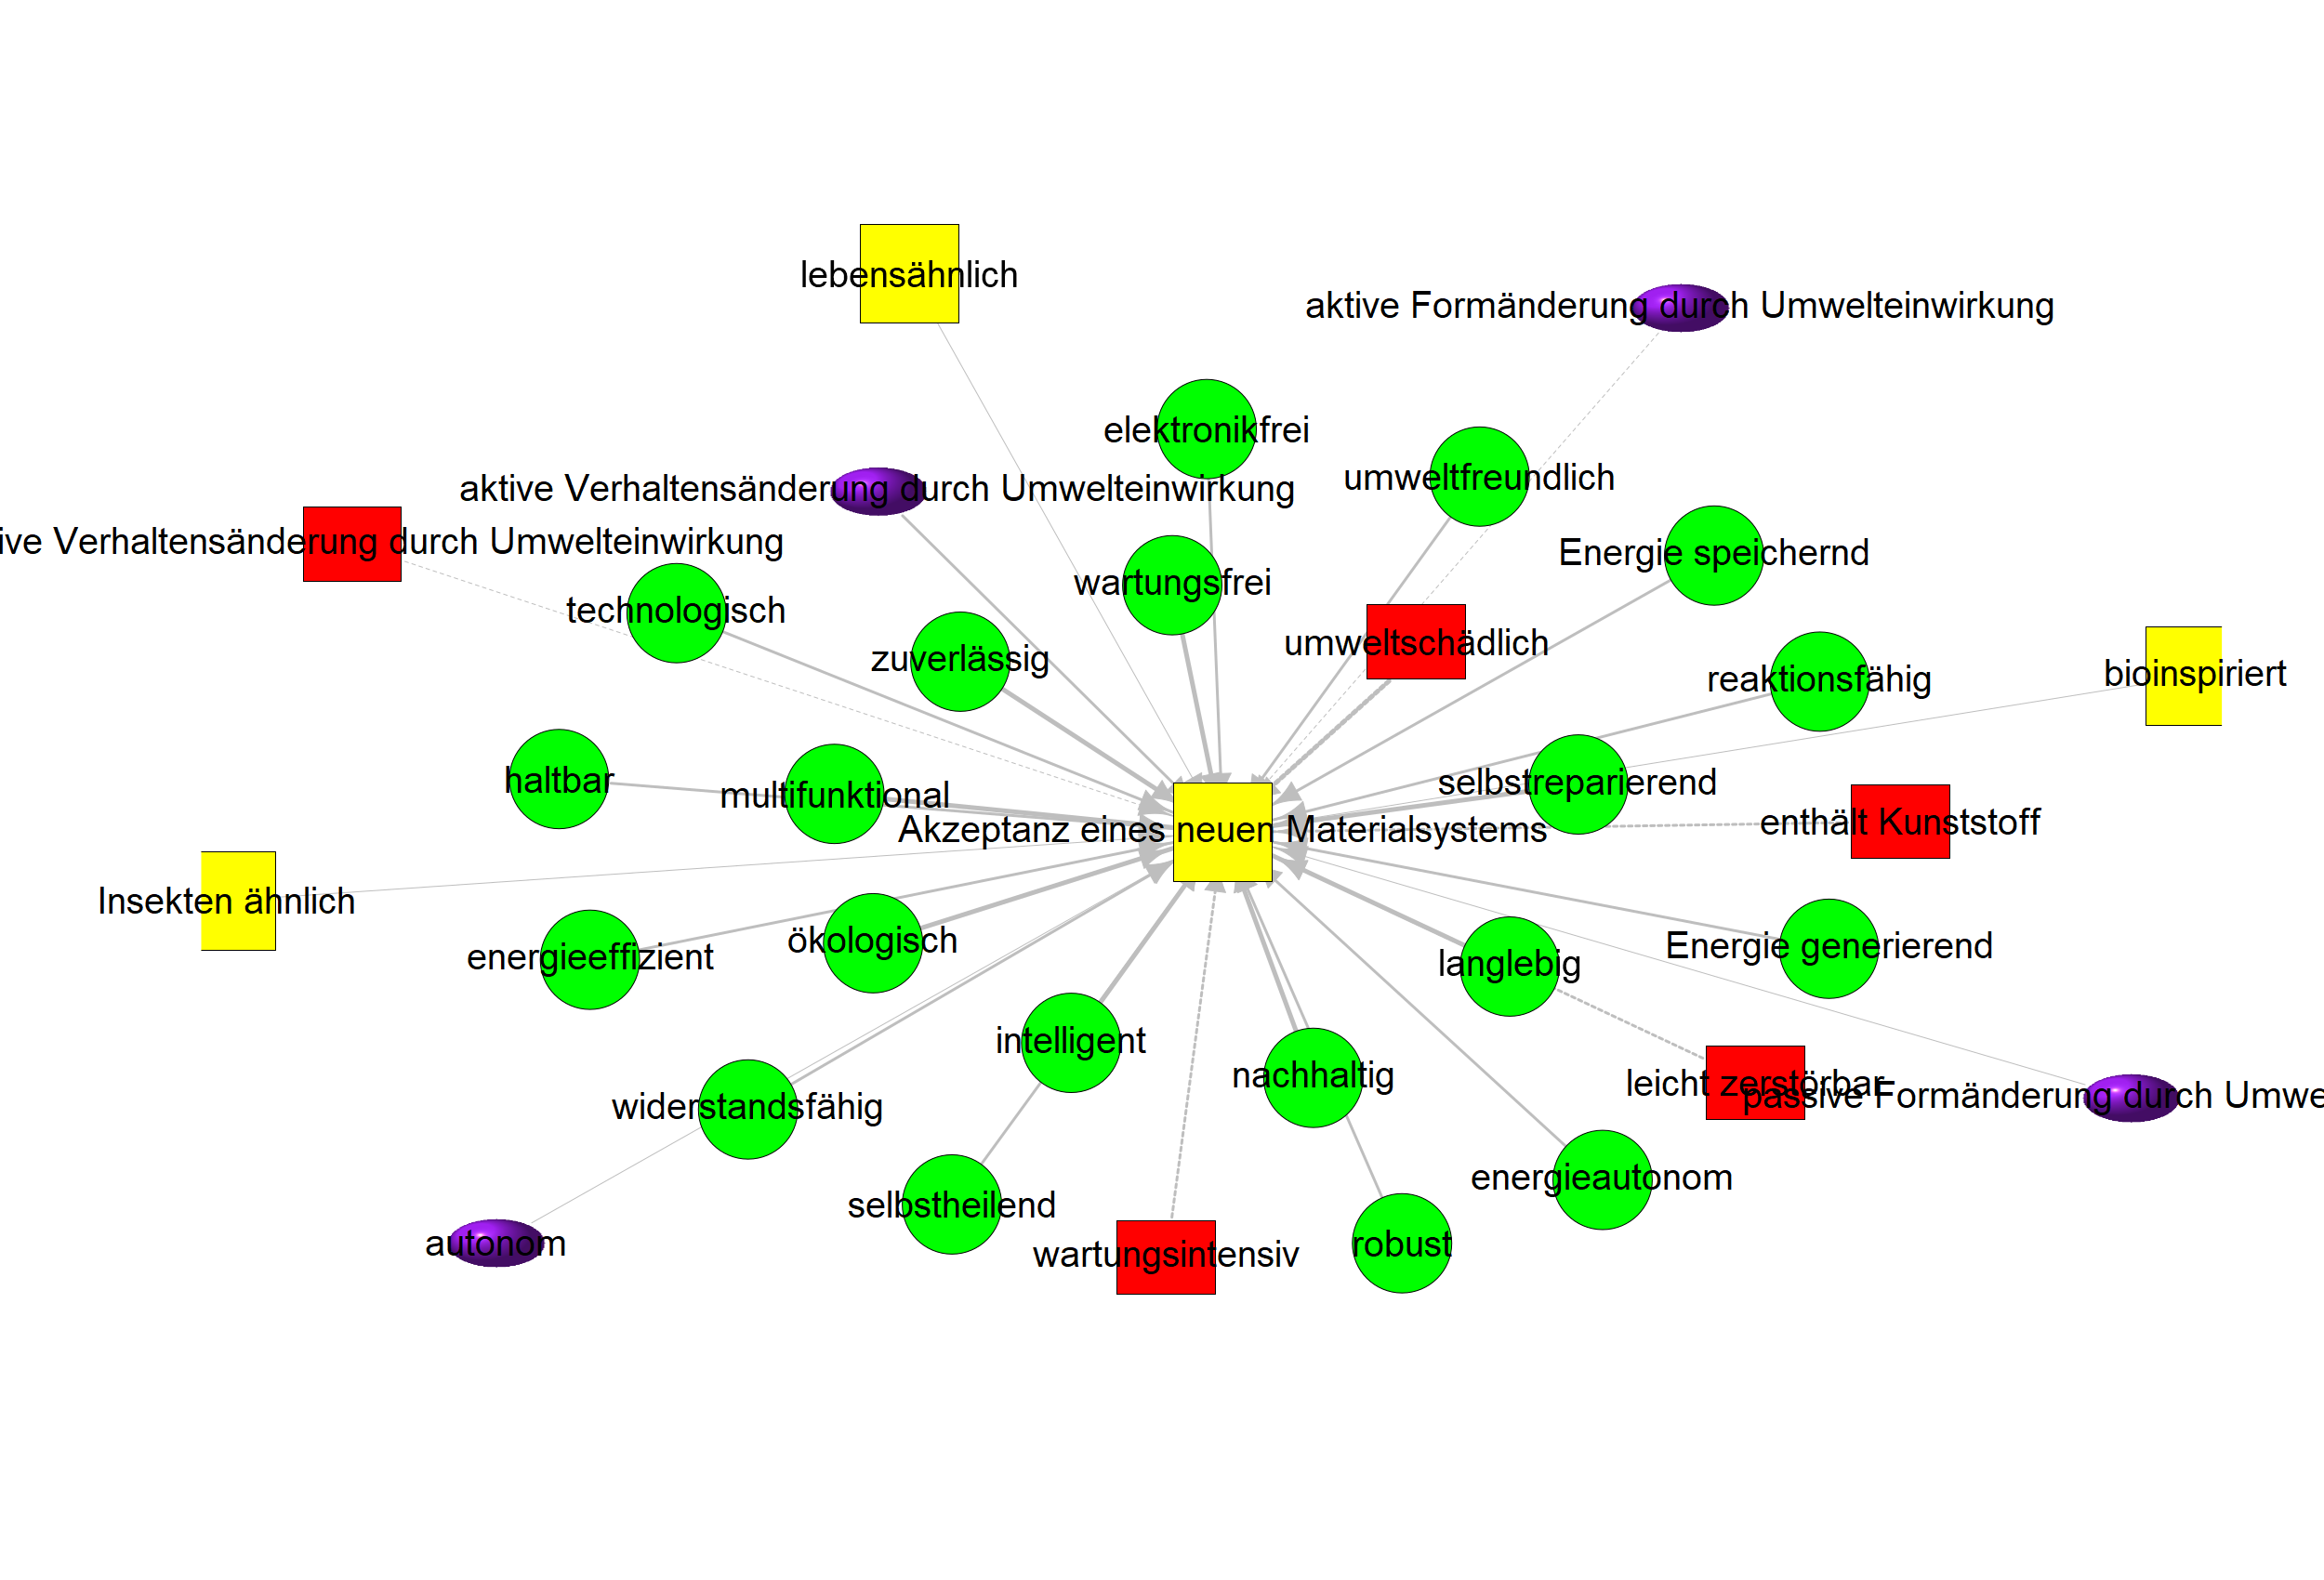 lebensähnlich
aktive Formänderung durch Umwelteinwirkung
elektronikfrei
umweltfreundlich
aktive Verhaltensänderung durch Umwelteinwirkung
ive Verhaltensänderung durch Umwelteinwirkung
Energie speichernd
wartungsfrei
technologisch
umweltschädlich
zuverlässig
bioinspiriert
reaktionsfähig
haltbar
multifunktional
selbstreparierend
enthält Kunststoff
Akzeptanz eines neuen Materialsystems
Insekten ähnlich
ökologisch
Energie generierend
energieeffizient
langlebig
intelligent
nachhaltig
leicht zerstörbar
passive Formänderung durch Umwe
widerstandsfähig
energieautonom
selbstheilend
autonom
robust
wartungsintensiv